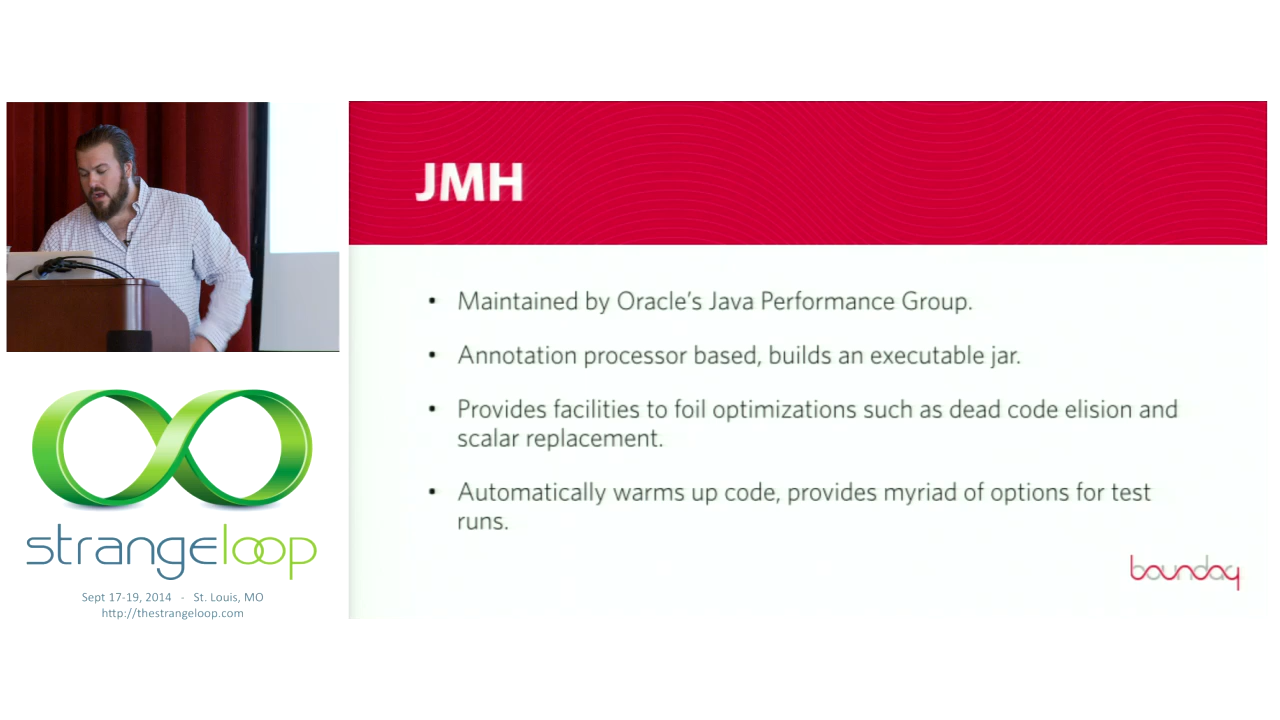 JMH
• Maintained by Oracle's Java Performance Group.
• Annotation processor based, builds an executable jar.
• Provides facilities to foil optimizations such as dead code elision and
scalar replacement.
• Automatically warms up code, provides myriad of options for test
runs.
boundary
strangeloop
Sept 17-19, 2014 - St. Louis, MO
http://thestrangeloop.com